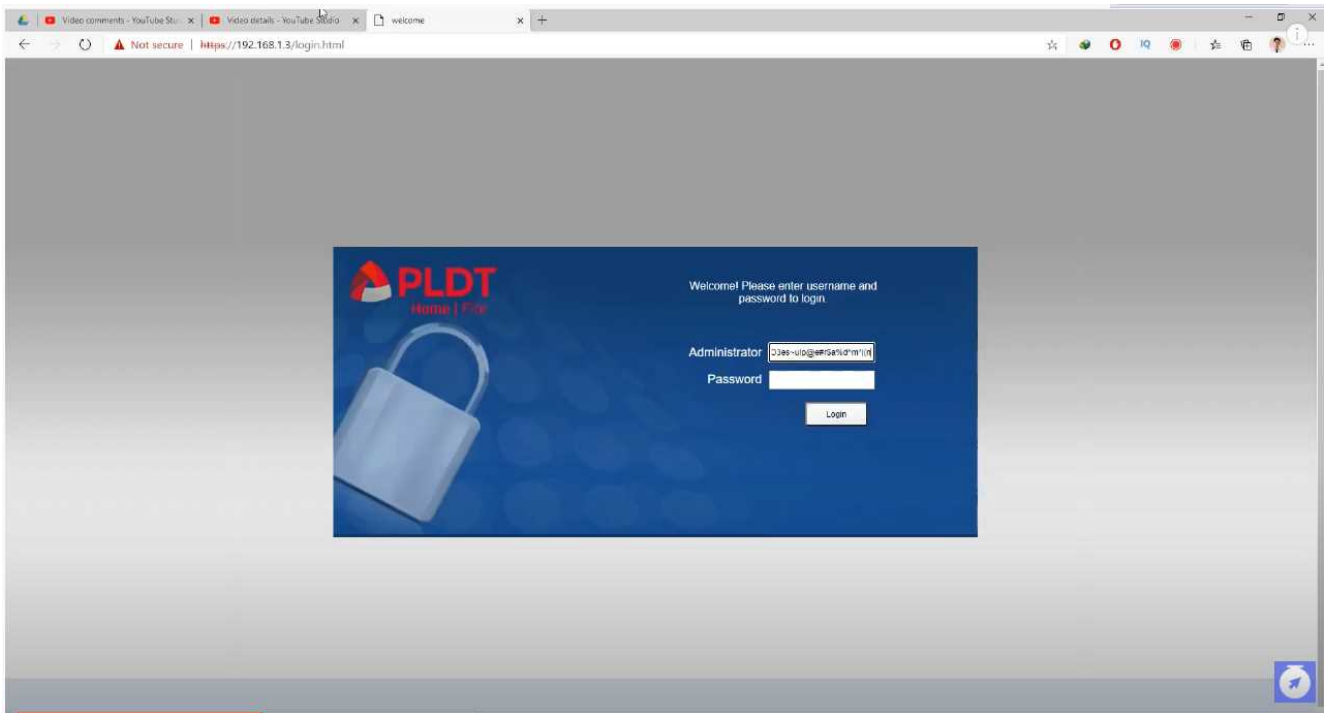 Video comments - YouTube Stu
Video details - YouTube Studio
welcome
Not secure
https://192.168.1.3/login.html
IQ
PLDT
Home | Fibr
Welcome! Please enter username and
password to login.
Administrator
Password
Login